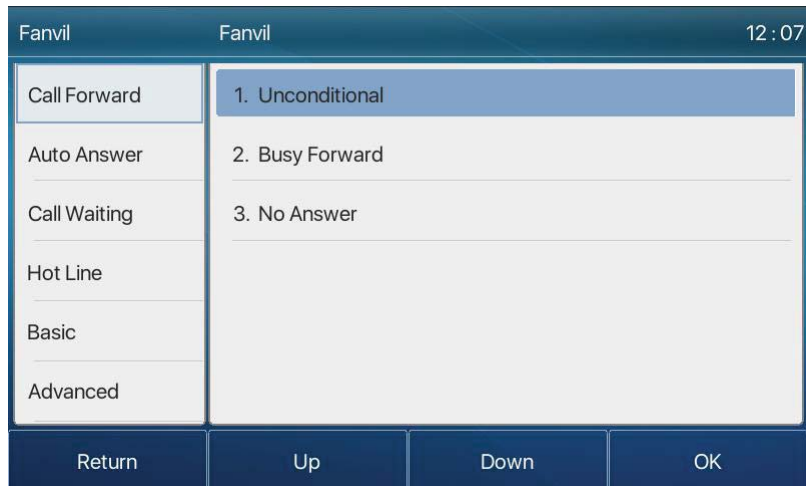 Fanvil Fanvil 12:07
Call Forward
Auto Answer
Call Waiting
Hot Line
Basic
Advanced
1. Unconditional
2. Busy Forward
3. No Answer
Return Up Down OK